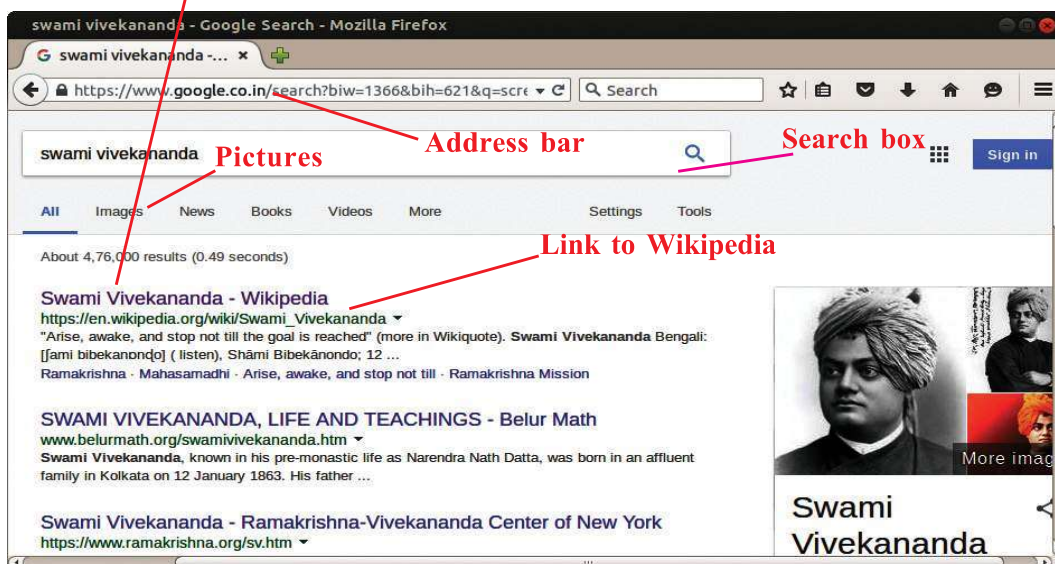 swami vivekananda - Google Search - Mozilla Firefox
G swami vivekananda -...
https://www.google.co.in/search?biw=1366&bih=621&q=scre Search
Address bar
Search box
swami vivekananda
Pictures
Sign in
All Images News Books Videos More Settings Tools
Link to Wikipedia
About 4,76,000 results (0.49 seconds)
Swami Vivekananda - Wikipedia
https://en.wikipedia.org/wiki/Swami_Vivekananda
"Arise, awake, and stop not till the goal is reached" (more in Wikiquote). Swami Vivekananda Bengali:
[ʃami bibekanɒnɖo] ( listen), Shāmi Bibekānondo; 12 ...
Ramakrishna · Mahasamadhi · Arise, awake, and stop not till · Ramakrishna Mission
SWAMI VIVEKANANDA, LIFE AND TEACHINGS - Belur Math
www.belurmath.org/swamivivekananda.htm
Swami Vivekananda, known in his pre-monastic life as Narendra Nath Datta, was born in an affluent
family in Kolkata on 12 January 1863. His father ...
Swami Vivekananda - Ramakrishna-Vivekananda Center of New York
https://www.ramakrishna.org/sv.htm
More imag
Swami
Vivekananda